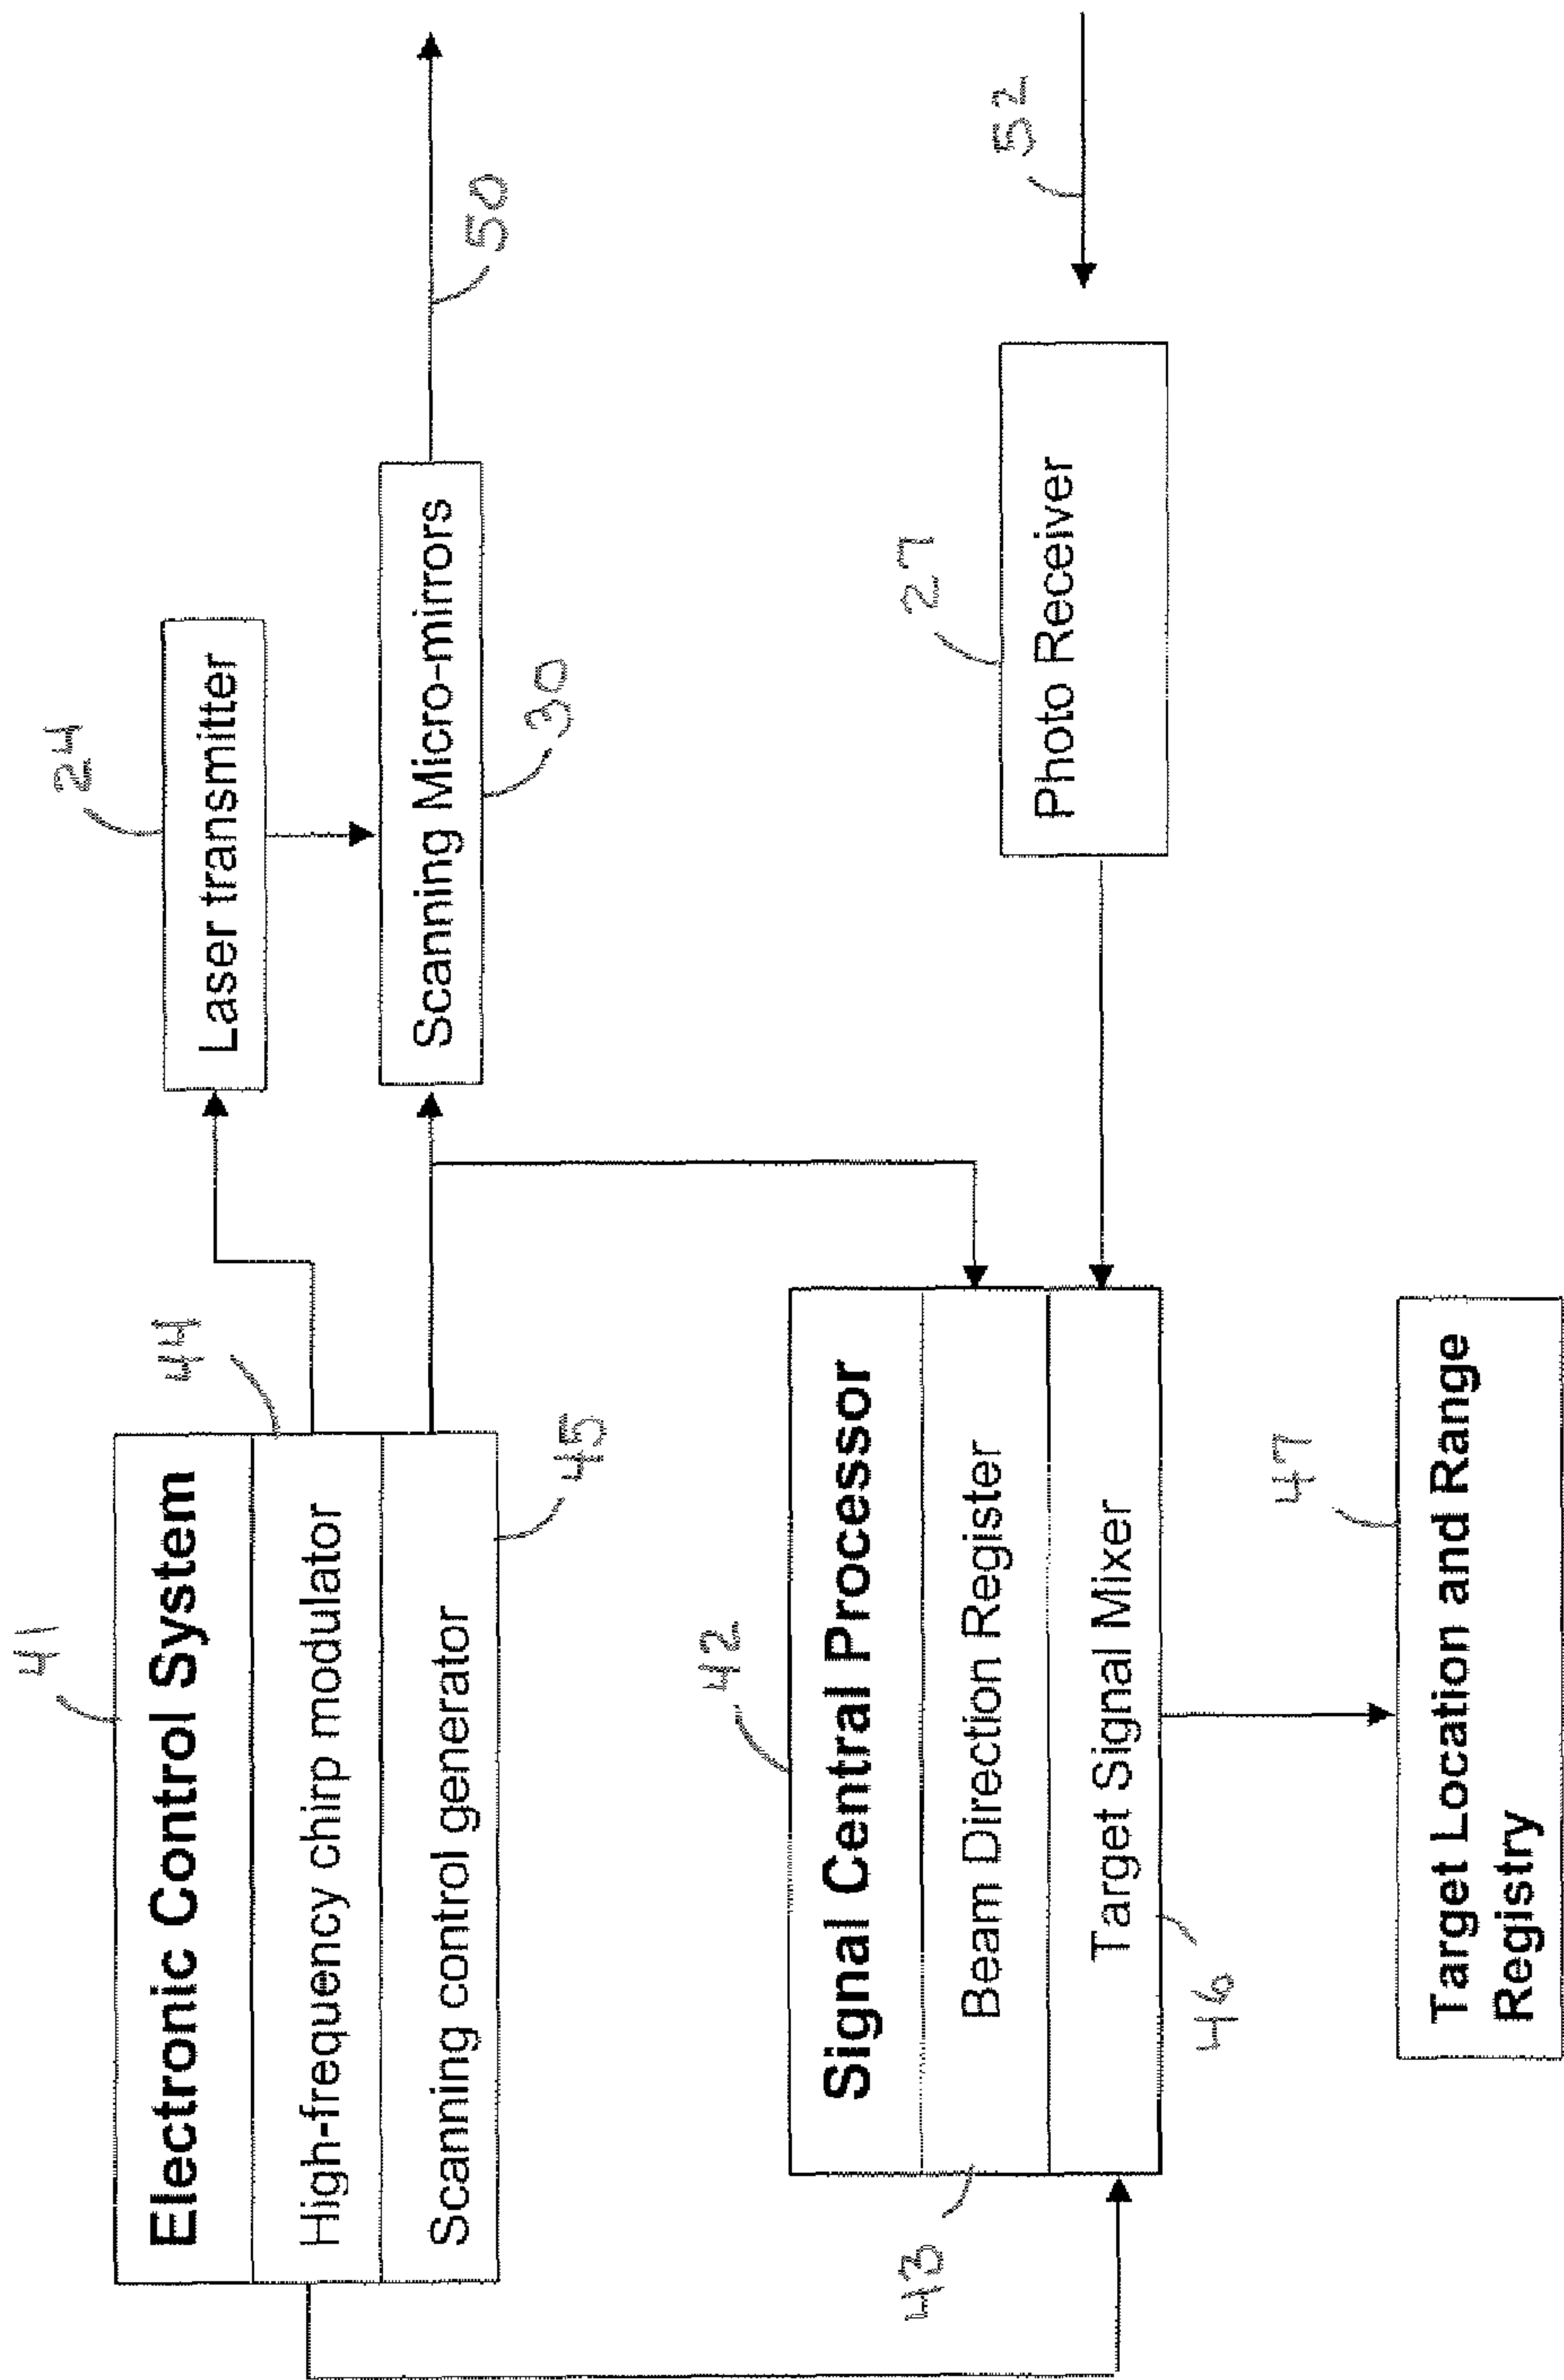 41
Electronic Control System
High-frequency chirp modulator
44
Scanning control generator
45
24
Laser transmitter
Scanning Micro-mirrors
30
50
42
Signal Central Processor
43
Beam Direction Register
Target Signal Mixer
46
27
Photo Receiver
52
47
Target Location and Range
Registry